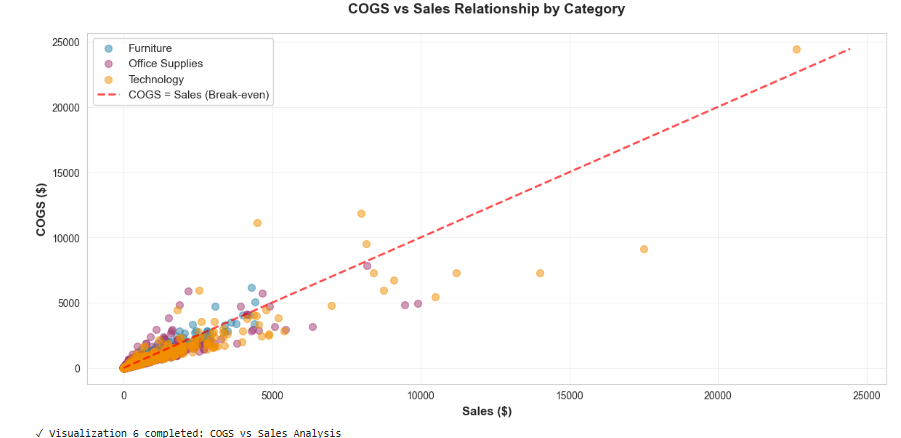 COGS vs Sales Relationship by Category
25000
20000
15000
10000
5000
0
COGS ($)
Furniture
Office Supplies
Technology
COGS = Sales (Break-even)
0 5000 10000 15000 20000 25000
Sales ($)
✓ Visualization 6 completed: COGS vs Sales Analysis